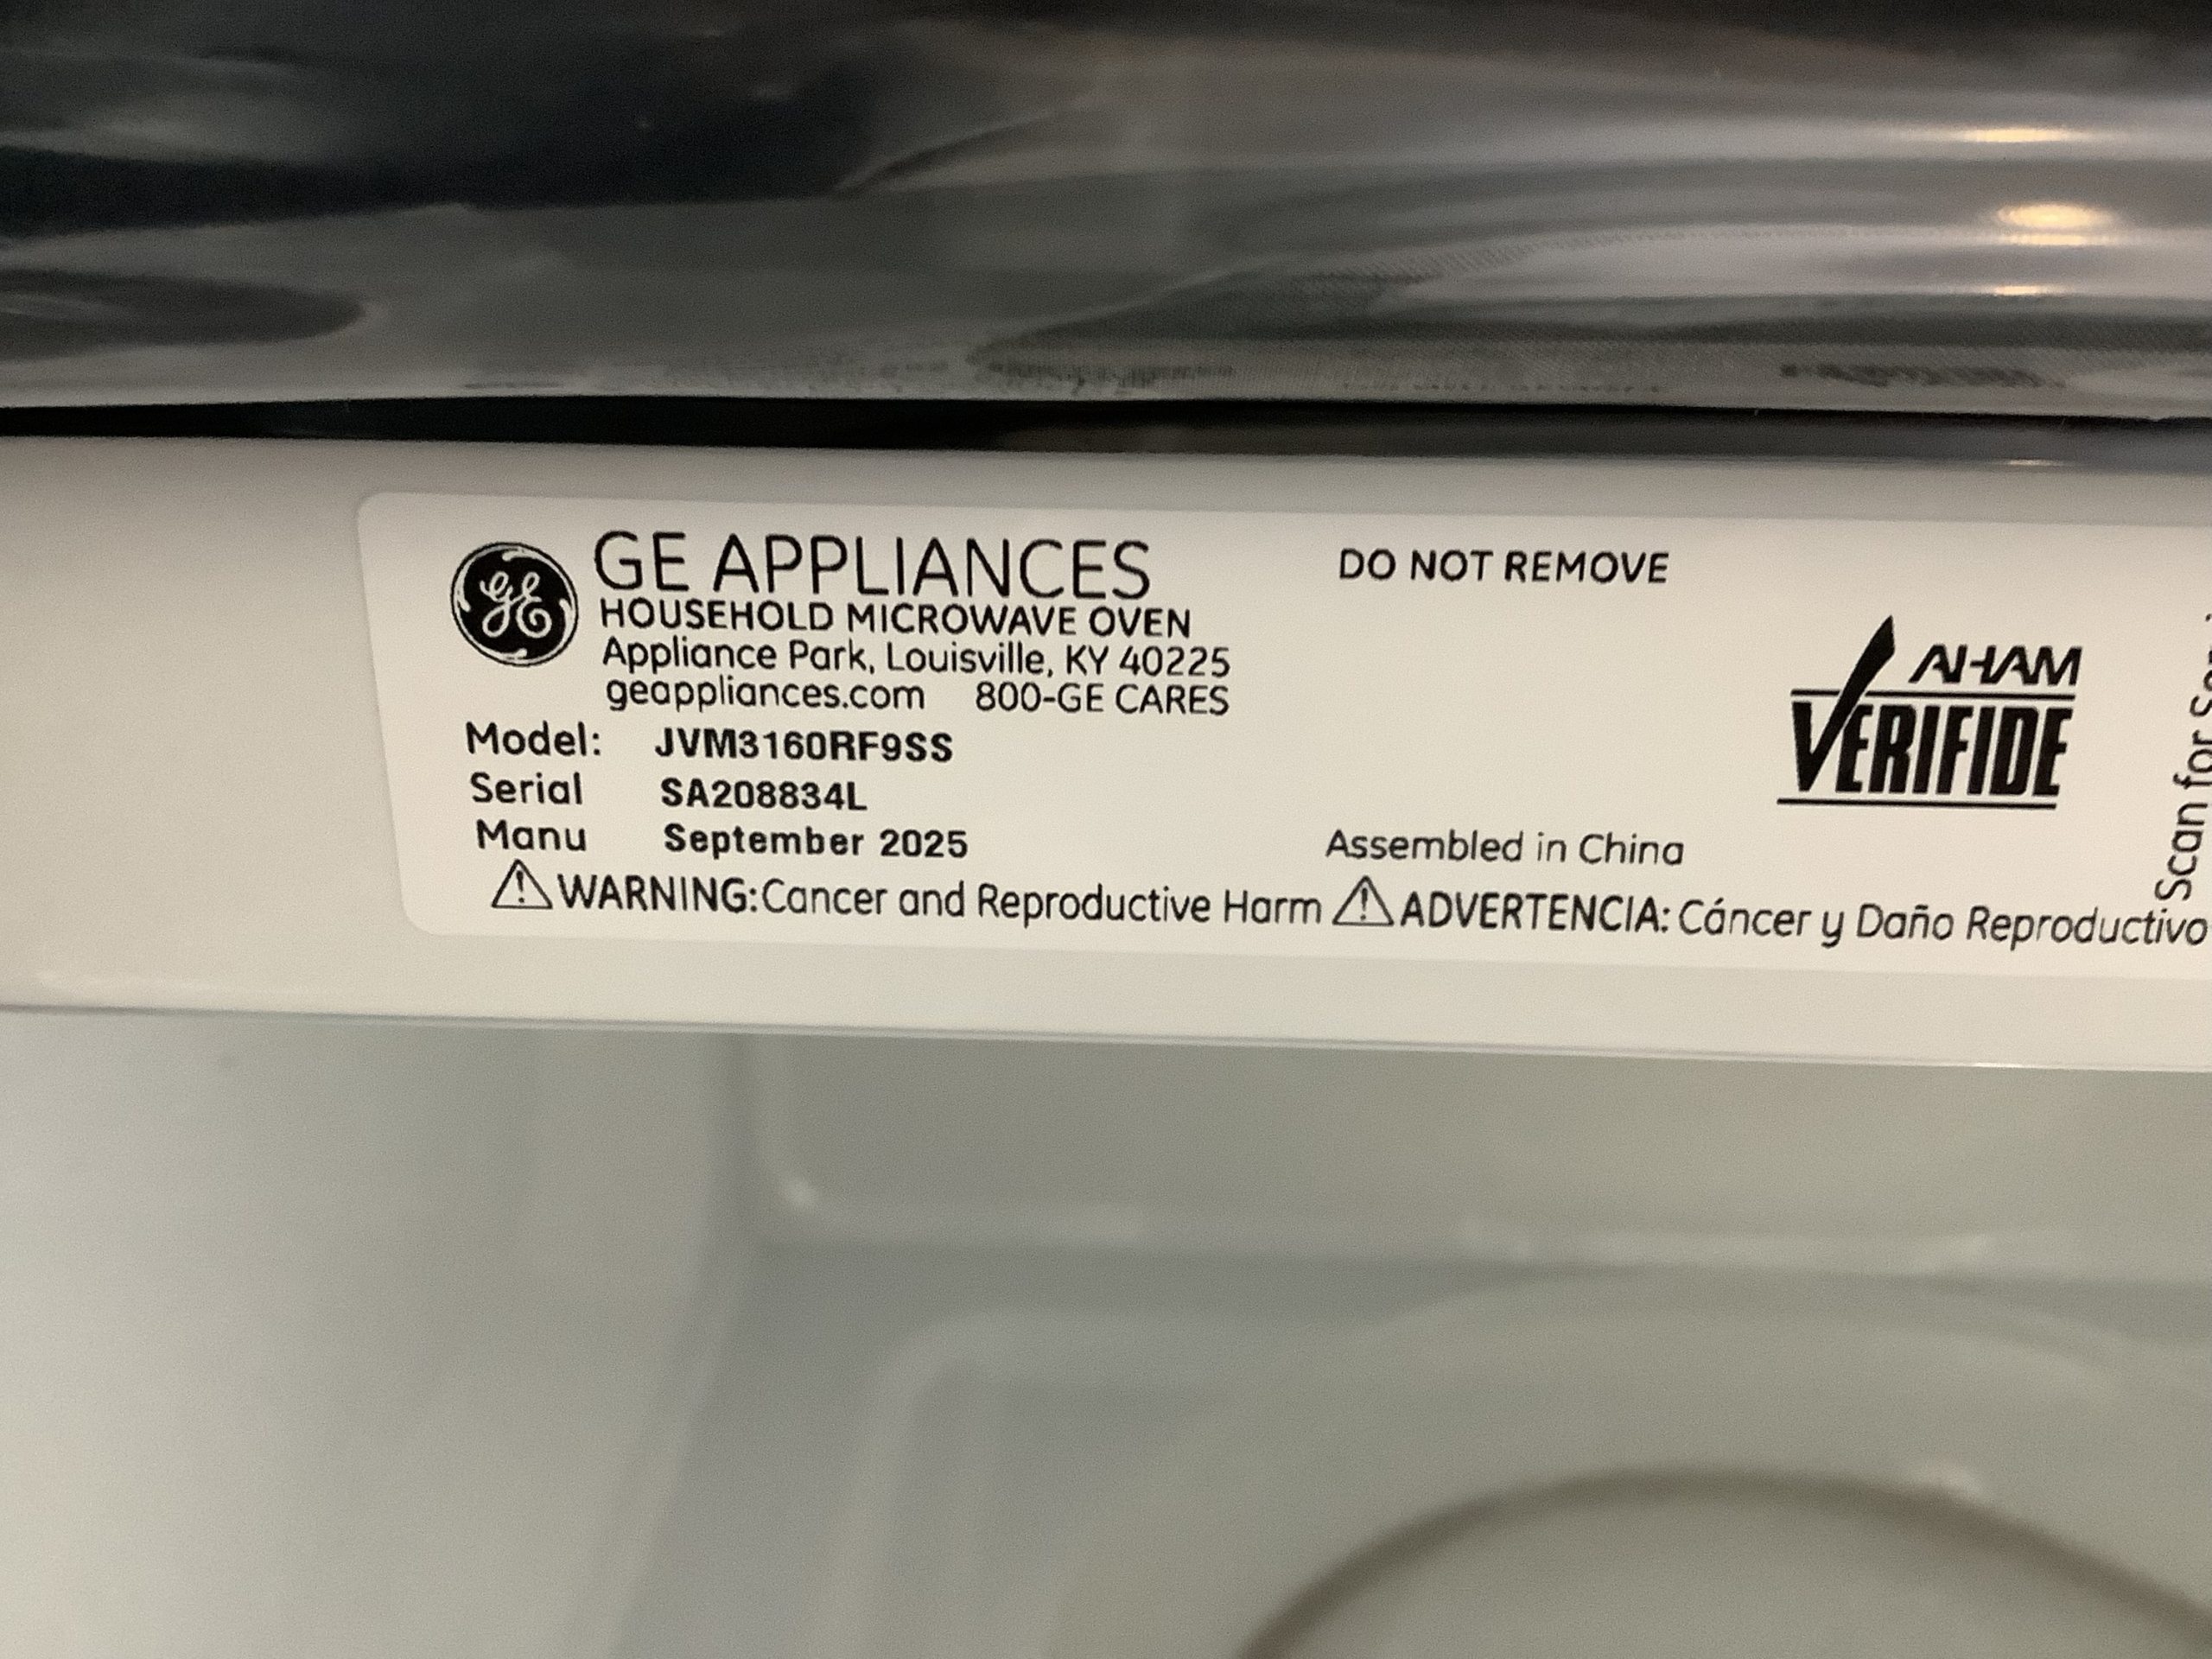 GE APPLIANCES
HOUSEHOLD MICROWAVE OVEN
Appliance Park, Louisville, KY 40225
geappliances.com 800-GE CARES
DO NOT REMOVE
Model: JVM3160RF9SS
Serial SA208834L
Manu September 2025
Assembled in China
AHAM
VERIFIDE
⚠WARNING:Cancer and Reproductive Harm ⚠ADVERTENCIA: Cáncer y Daño Reproductivo
Scan for